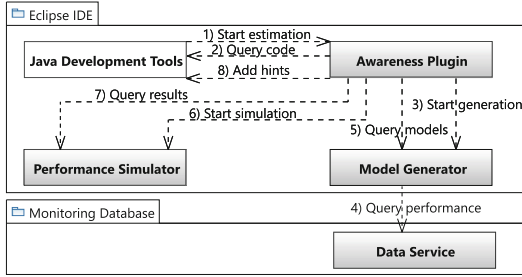 Eclipse IDE
1) Start estimation
2) Query code
Java Development Tools
Awareness Plugin
8) Add hints
7) Query results
3) Start generation
6) Start simulation
5) Query models
Performance Simulator
Model Generator
4) Query performance
Monitoring Database
Data Service